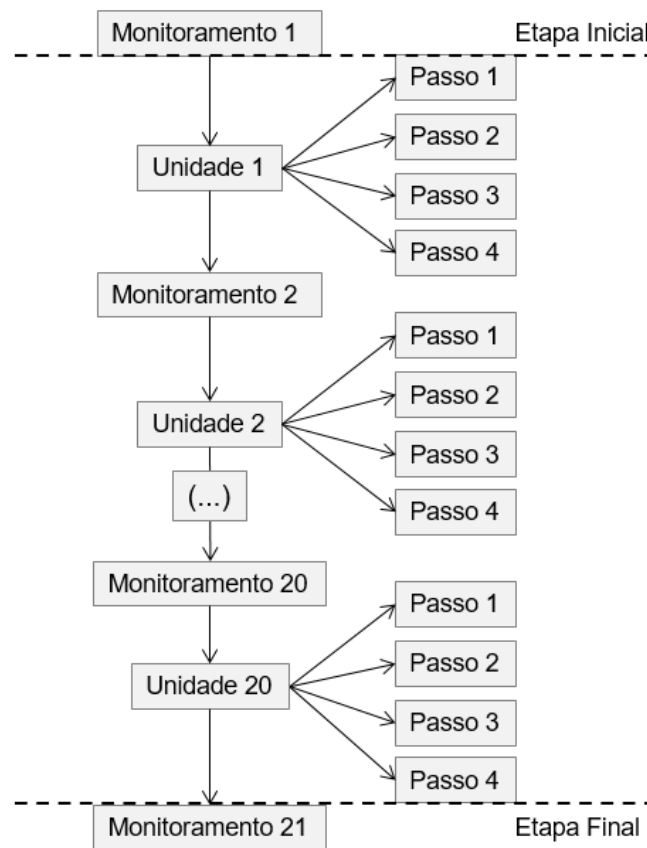 Monitoramento 1
Etapa Inicial
Passo 1
Passo 2
Unidade 1
Passo 3
Passo 4
Monitoramento 2
Passo 1
Passo 2
Unidade 2
Passo 3
(...)
Passo 4
Monitoramento 20
Passo 1
Passo 2
Unidade 20
Passo 3
Passo 4
Monitoramento 21
Etapa Final